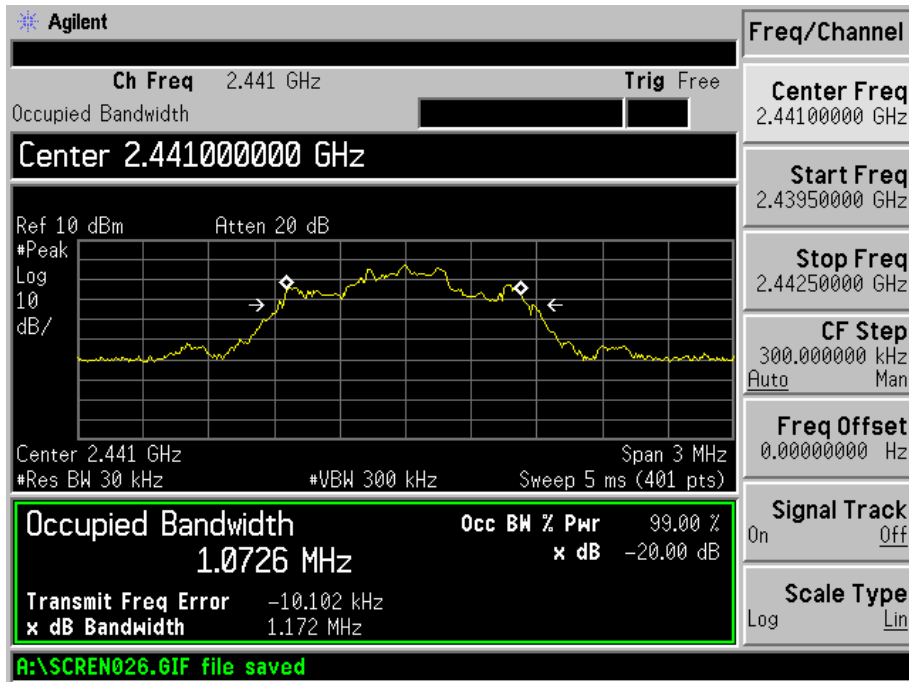 Agilent
Ch Freq 2.441 GHz Trig Free
Occupied Bandwidth
Center 2.441000000 GHz
Ref 10 dBm Atten 20 dB
#Peak
Log
10
dB/
Center 2.441 GHz Span 3 MHz
#Res BW 30 kHz #VBW 300 kHz Sweep 5 ms (401 pts)
Occupied Bandwidth Occ BW % Pwr 99.00 %
1.0726 MHz x dB -20.00 dB
Transmit Freq Error -10.102 kHz
x dB Bandwidth 1.172 MHz
A:\SCREN026.GIF file saved
Freq/Channel
Center Freq
2.44100000 GHz
Start Freq
2.43950000 GHz
Stop Freq
2.44250000 GHz
CF Step
300.000000 kHz
Auto Man
Freq Offset
0.00000000 Hz
Signal Track
On Off
Scale Type
Log Lin